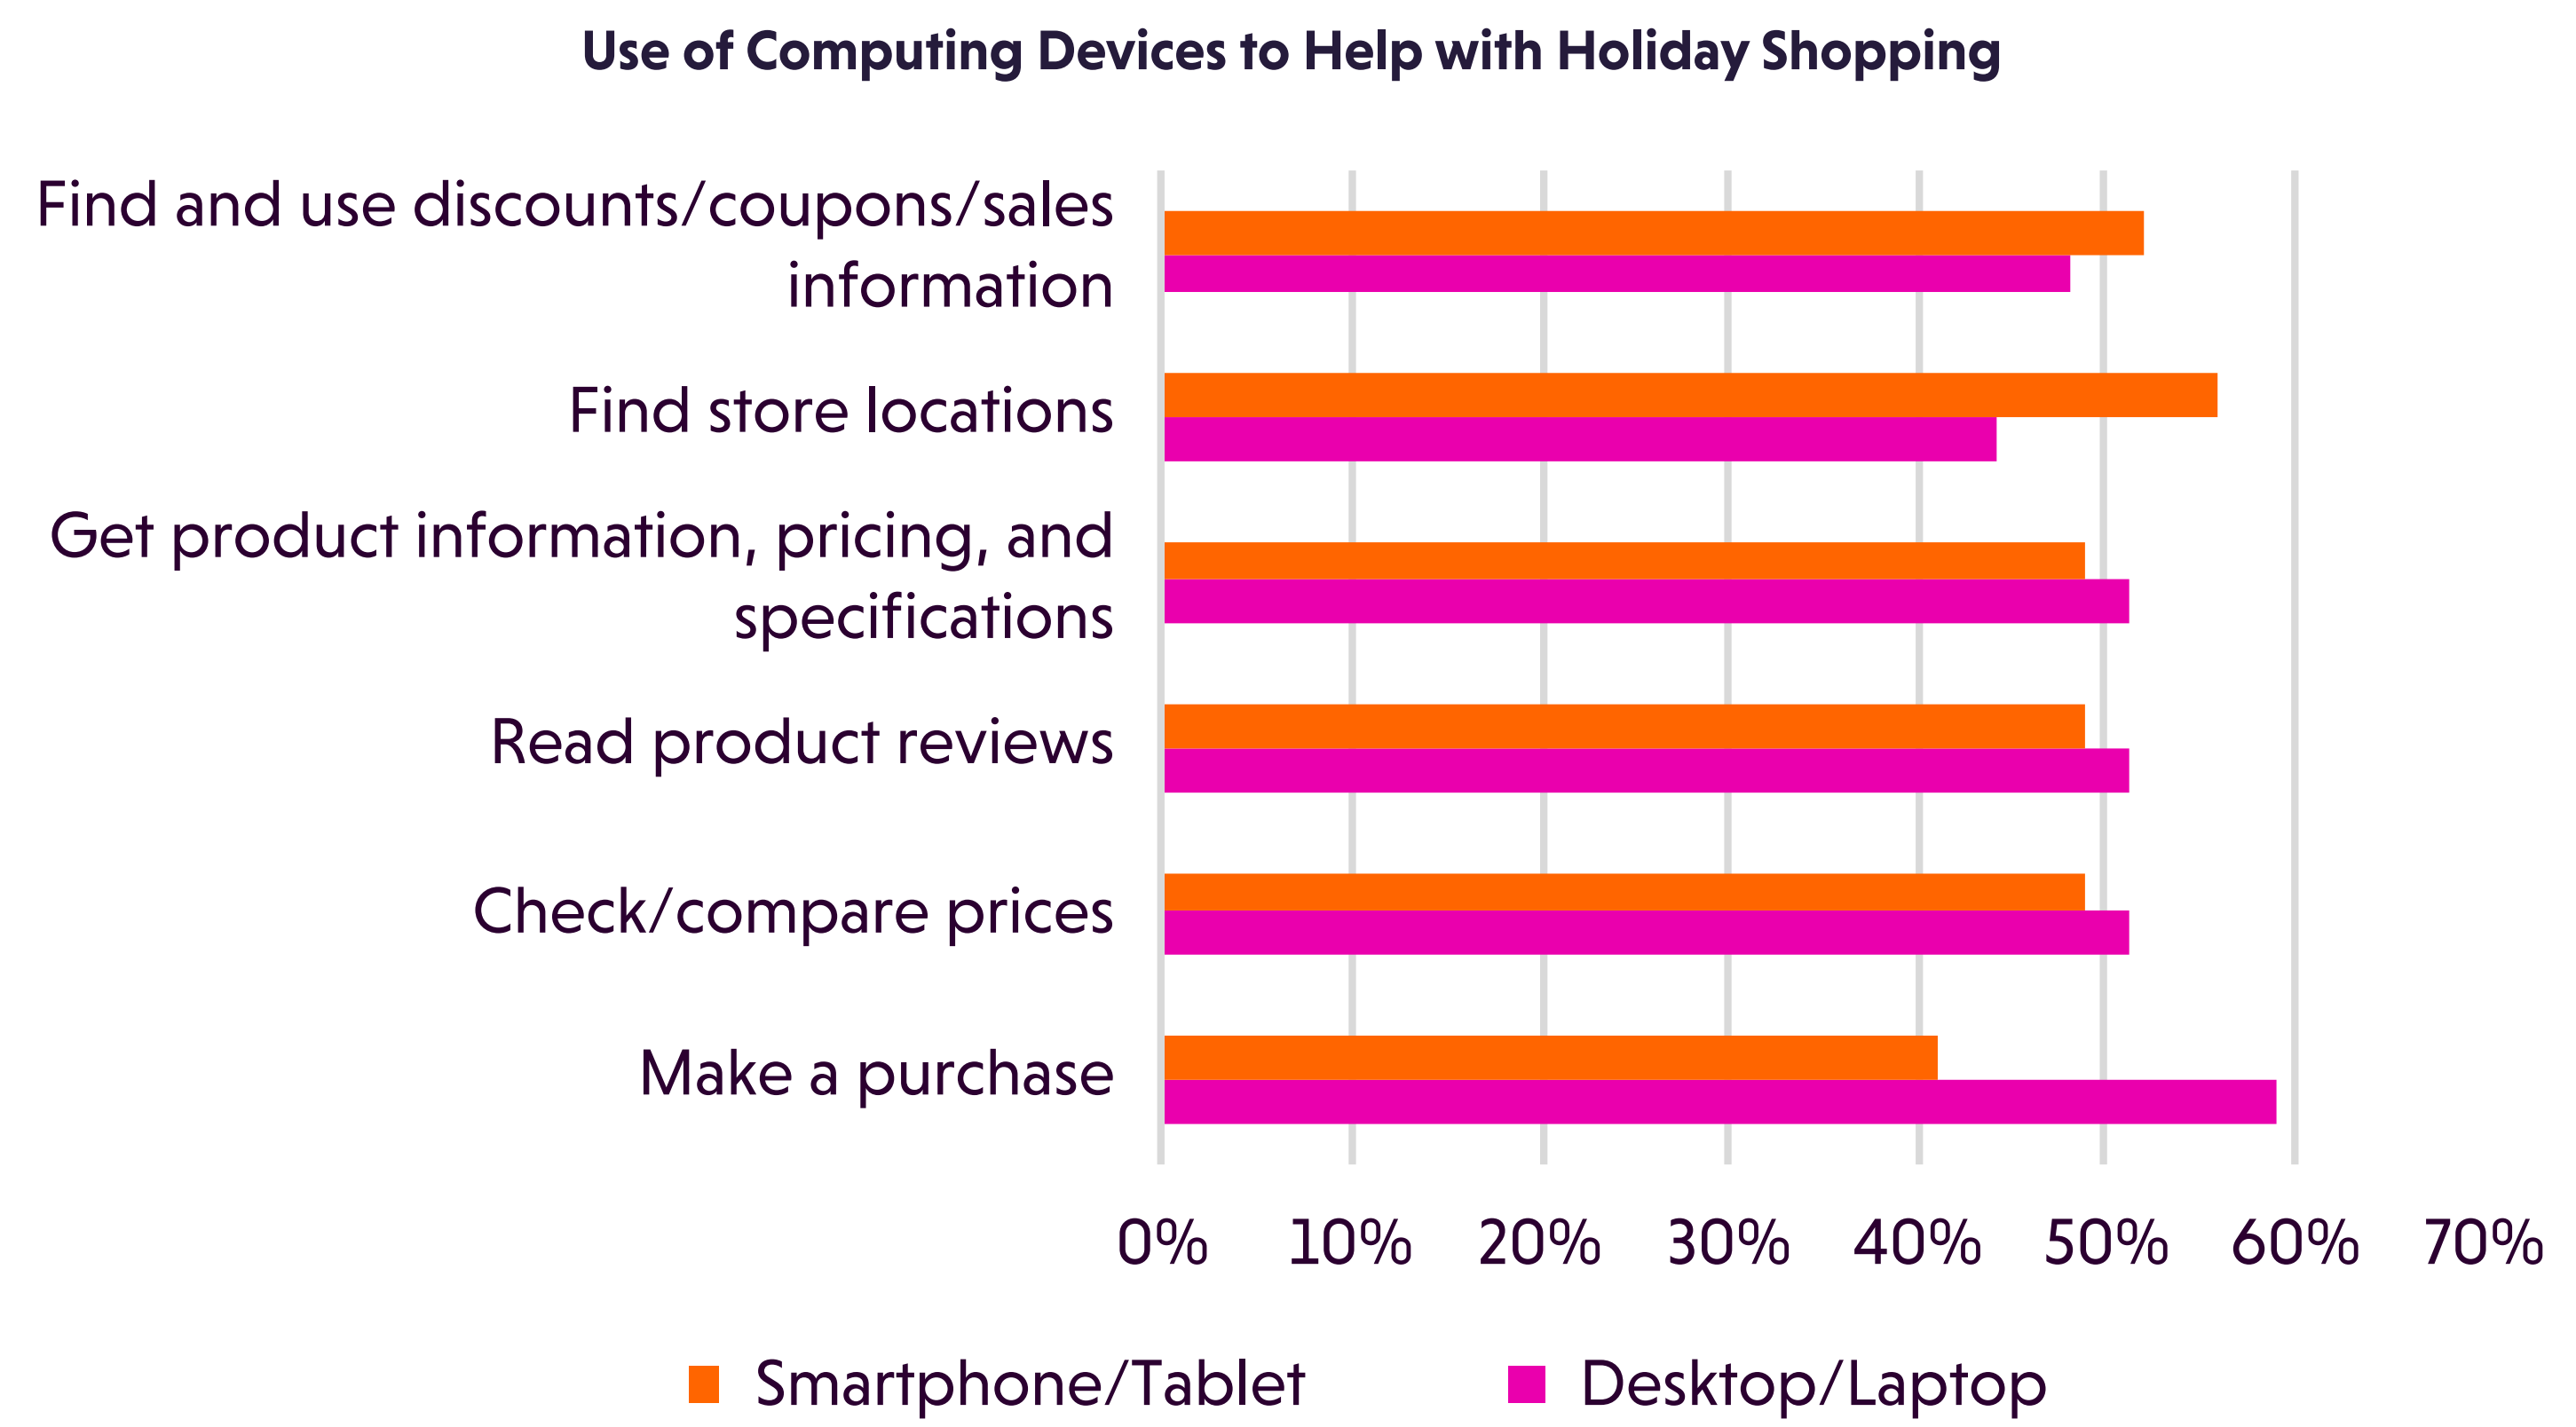 Use of Computing Devices to Help with Holiday Shopping
Find and use discounts/coupons/sales
information
Find store locations
Get product information, pricing, and
specifications
Read product reviews
Check/compare prices
Make a purchase
0% 10% 20% 30% 40% 50% 60% 70%
Smartphone/Tablet Desktop/Laptop